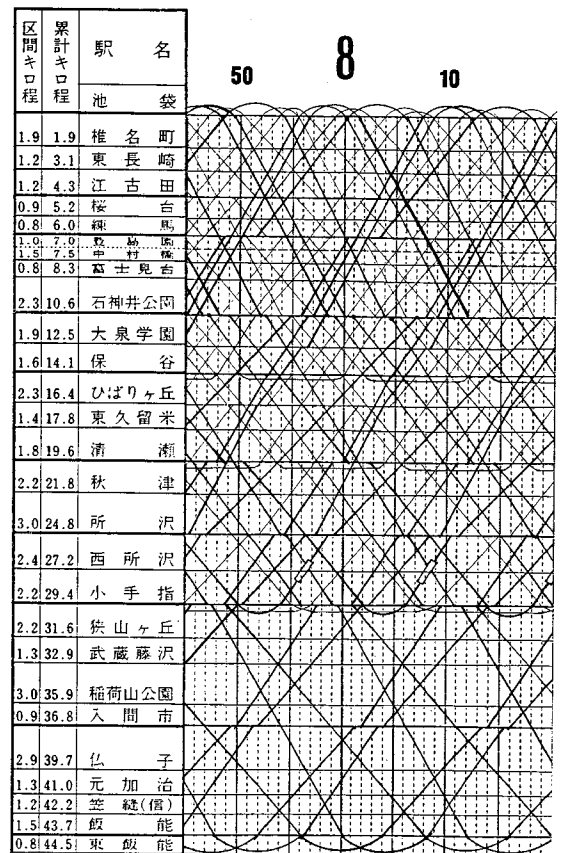 区間キロ程 累計キロ程 駅名 50 8 10
池袋
1.9 1.9 椎名町
1.2 3.1 東長崎
1.2 4.3 江古田
0.9 5.2 桜台
0.8 6.0 練馬
1.0 7.0 豊島園
1.5 7.5 中村橋
0.8 8.3 富士見台
2.3 10.6 石神井公園
1.9 12.5 大泉学園
1.6 14.1 保谷
2.3 16.4 ひばりヶ丘
1.4 17.8 東久留米
1.8 19.6 清瀬
2.2 21.8 秋津
3.0 24.8 所沢
2.4 27.2 西所沢
2.2 29.4 小手指
2.2 31.6 狭山ヶ丘
1.3 32.9 武蔵藤沢
3.0 35.9 稲荷山公園
0.9 36.8 入間市
2.9 39.7 仏子
1.3 41.0 元加治
1.2 42.2 笠縫(信)
1.5 43.7 飯能
0.8 44.5 東飯能